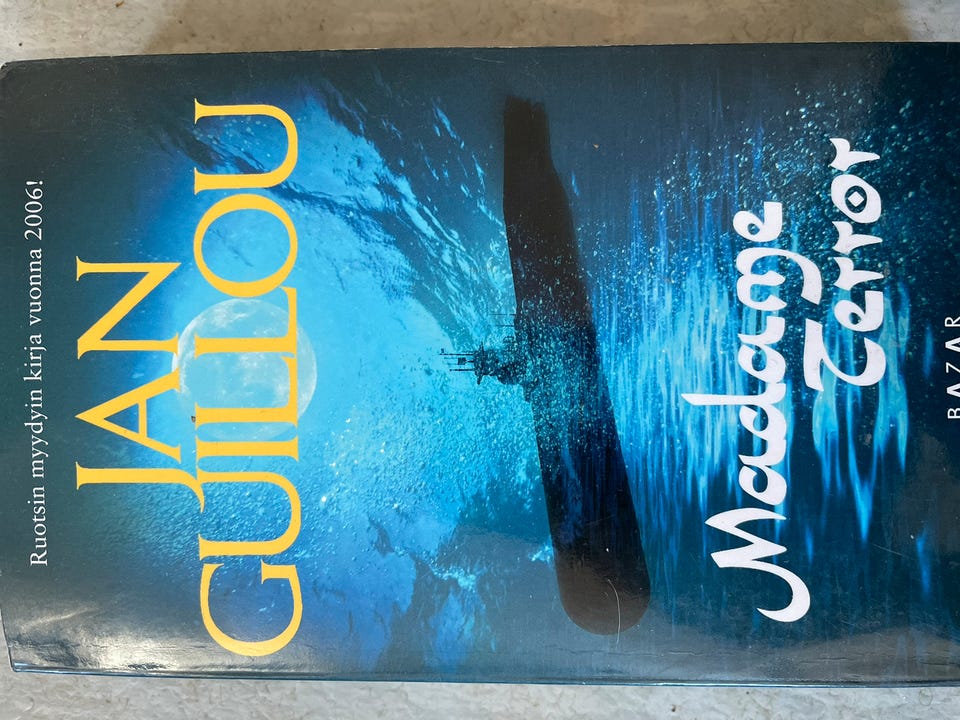 Ruotsin myydyin kirja vuonna 2006!
JAN
GUILLOU
Madame
Terror
BAZAR